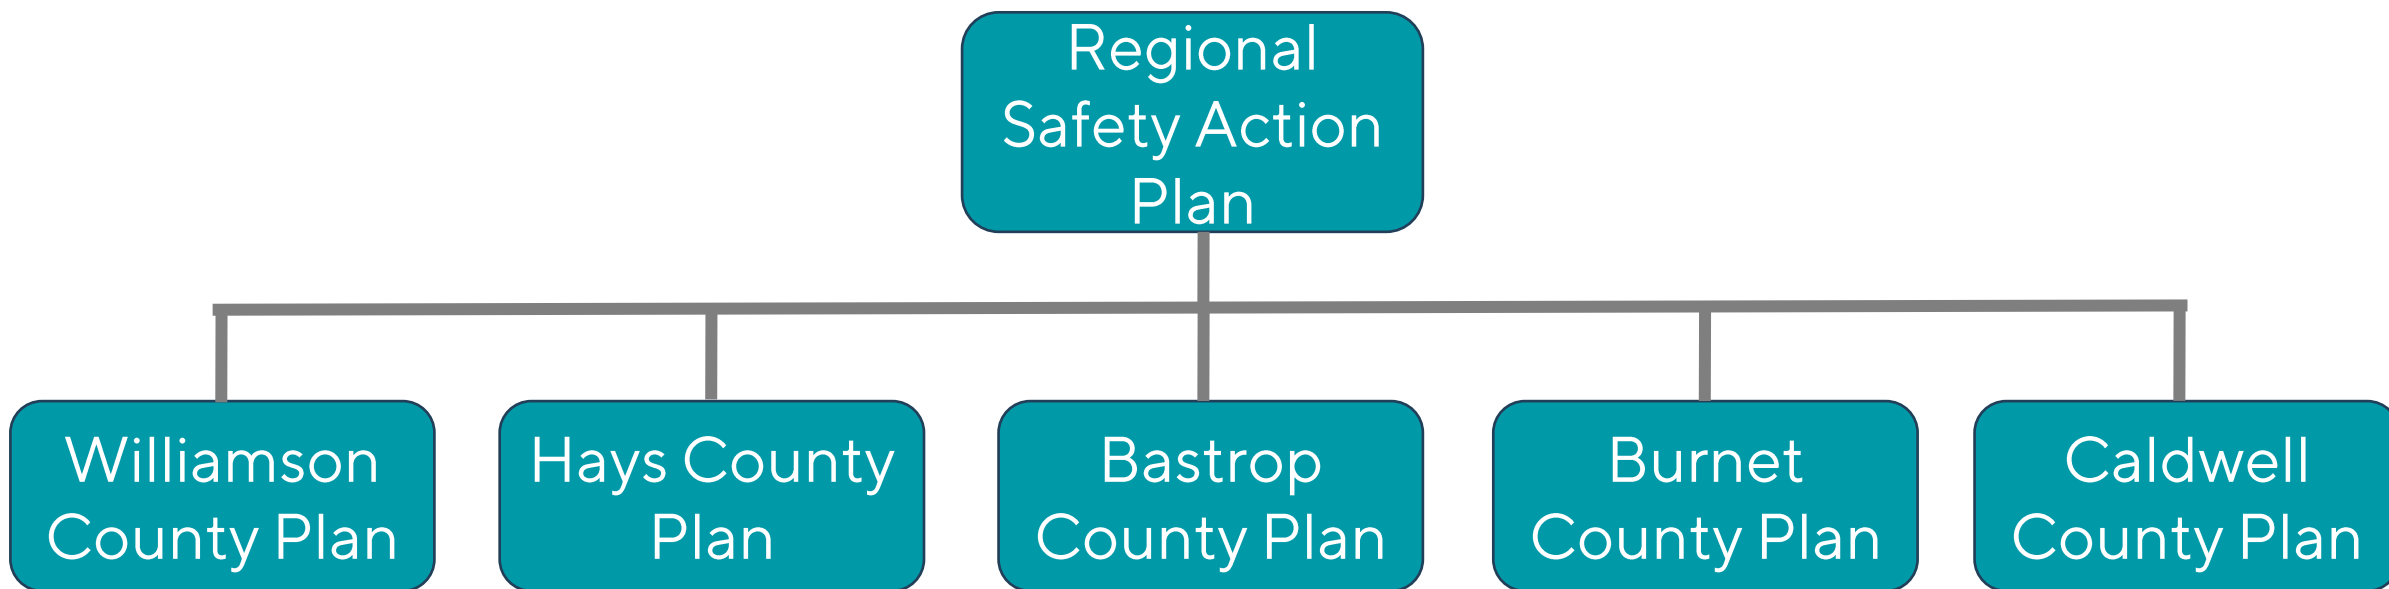 Regional
Safety Action
Plan
Williamson
County Plan
Hays County
Plan
Bastrop
County Plan
Burnet
County Plan
Caldwell
County Plan